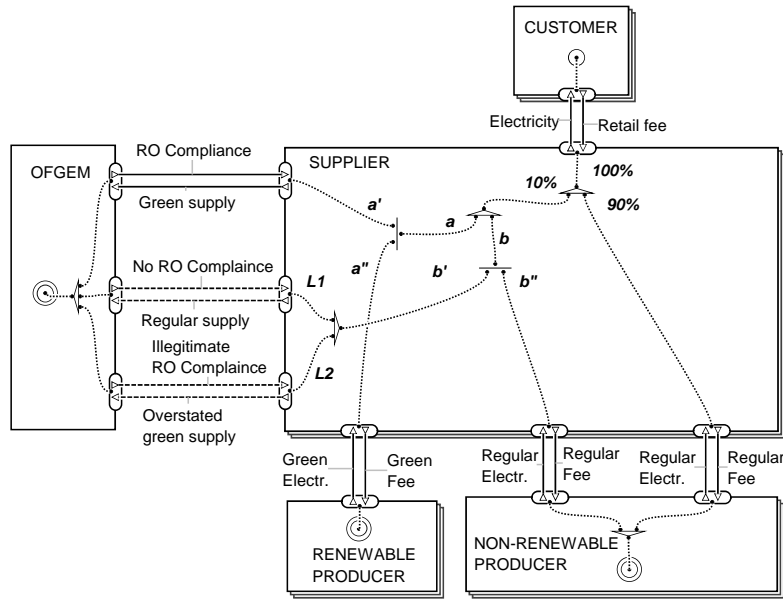 CUSTOMER
Electricity
Retail fee
OFGEM
RO Compliance
Green supply
SUPPLIER
100%
10%
90%
a'
a
b
a"
b'
b"
No RO Complaince
L1
Regular supply
Illegitimate
RO Complaince
L2
Overstated
green supply
Green
Electr.
Green
Fee
Regular
Electr.
Regular
Fee
Regular
Electr.
Regular
Fee
RENEWABLE
PRODUCER
NON-RENEWABLE
PRODUCER